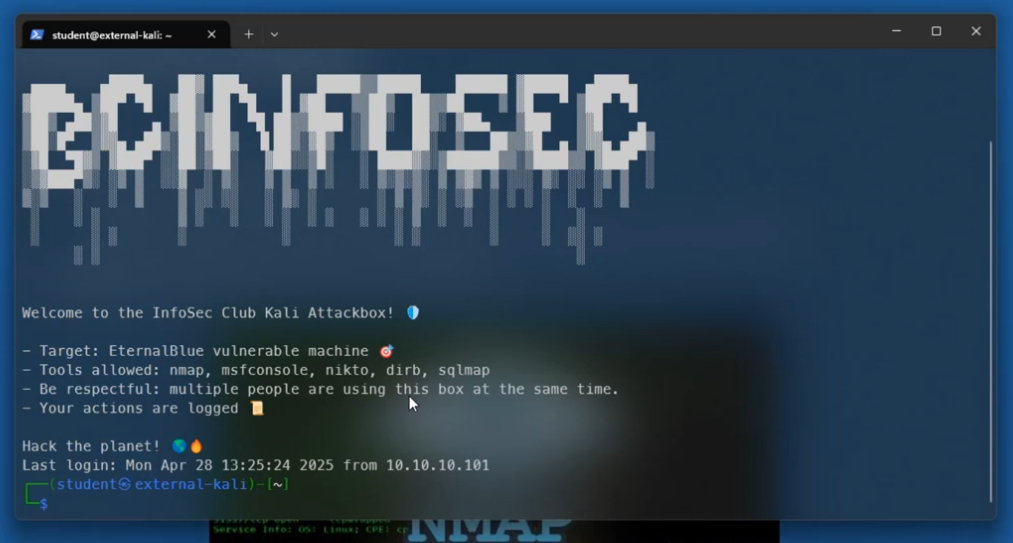 student@external-kali: ~
GCINFOSEC
Welcome to the InfoSec Club Kali Attackbox! 🛡️
- Target: EternalBlue vulnerable machine 🎯
- Tools allowed: nmap, msfconsole, nikto, dirb, sqlmap
- Be respectful: multiple people are using this box at the same time.
- Your actions are logged 📜
Hack the planet! 🌎🔥
Last login: Mon Apr 28 13:25:24 2025 from 10.10.10.101
┌──(student㉿external-kali)-[~]
└─$
Service Info: OS: Linux; CPE: cp
NMAP